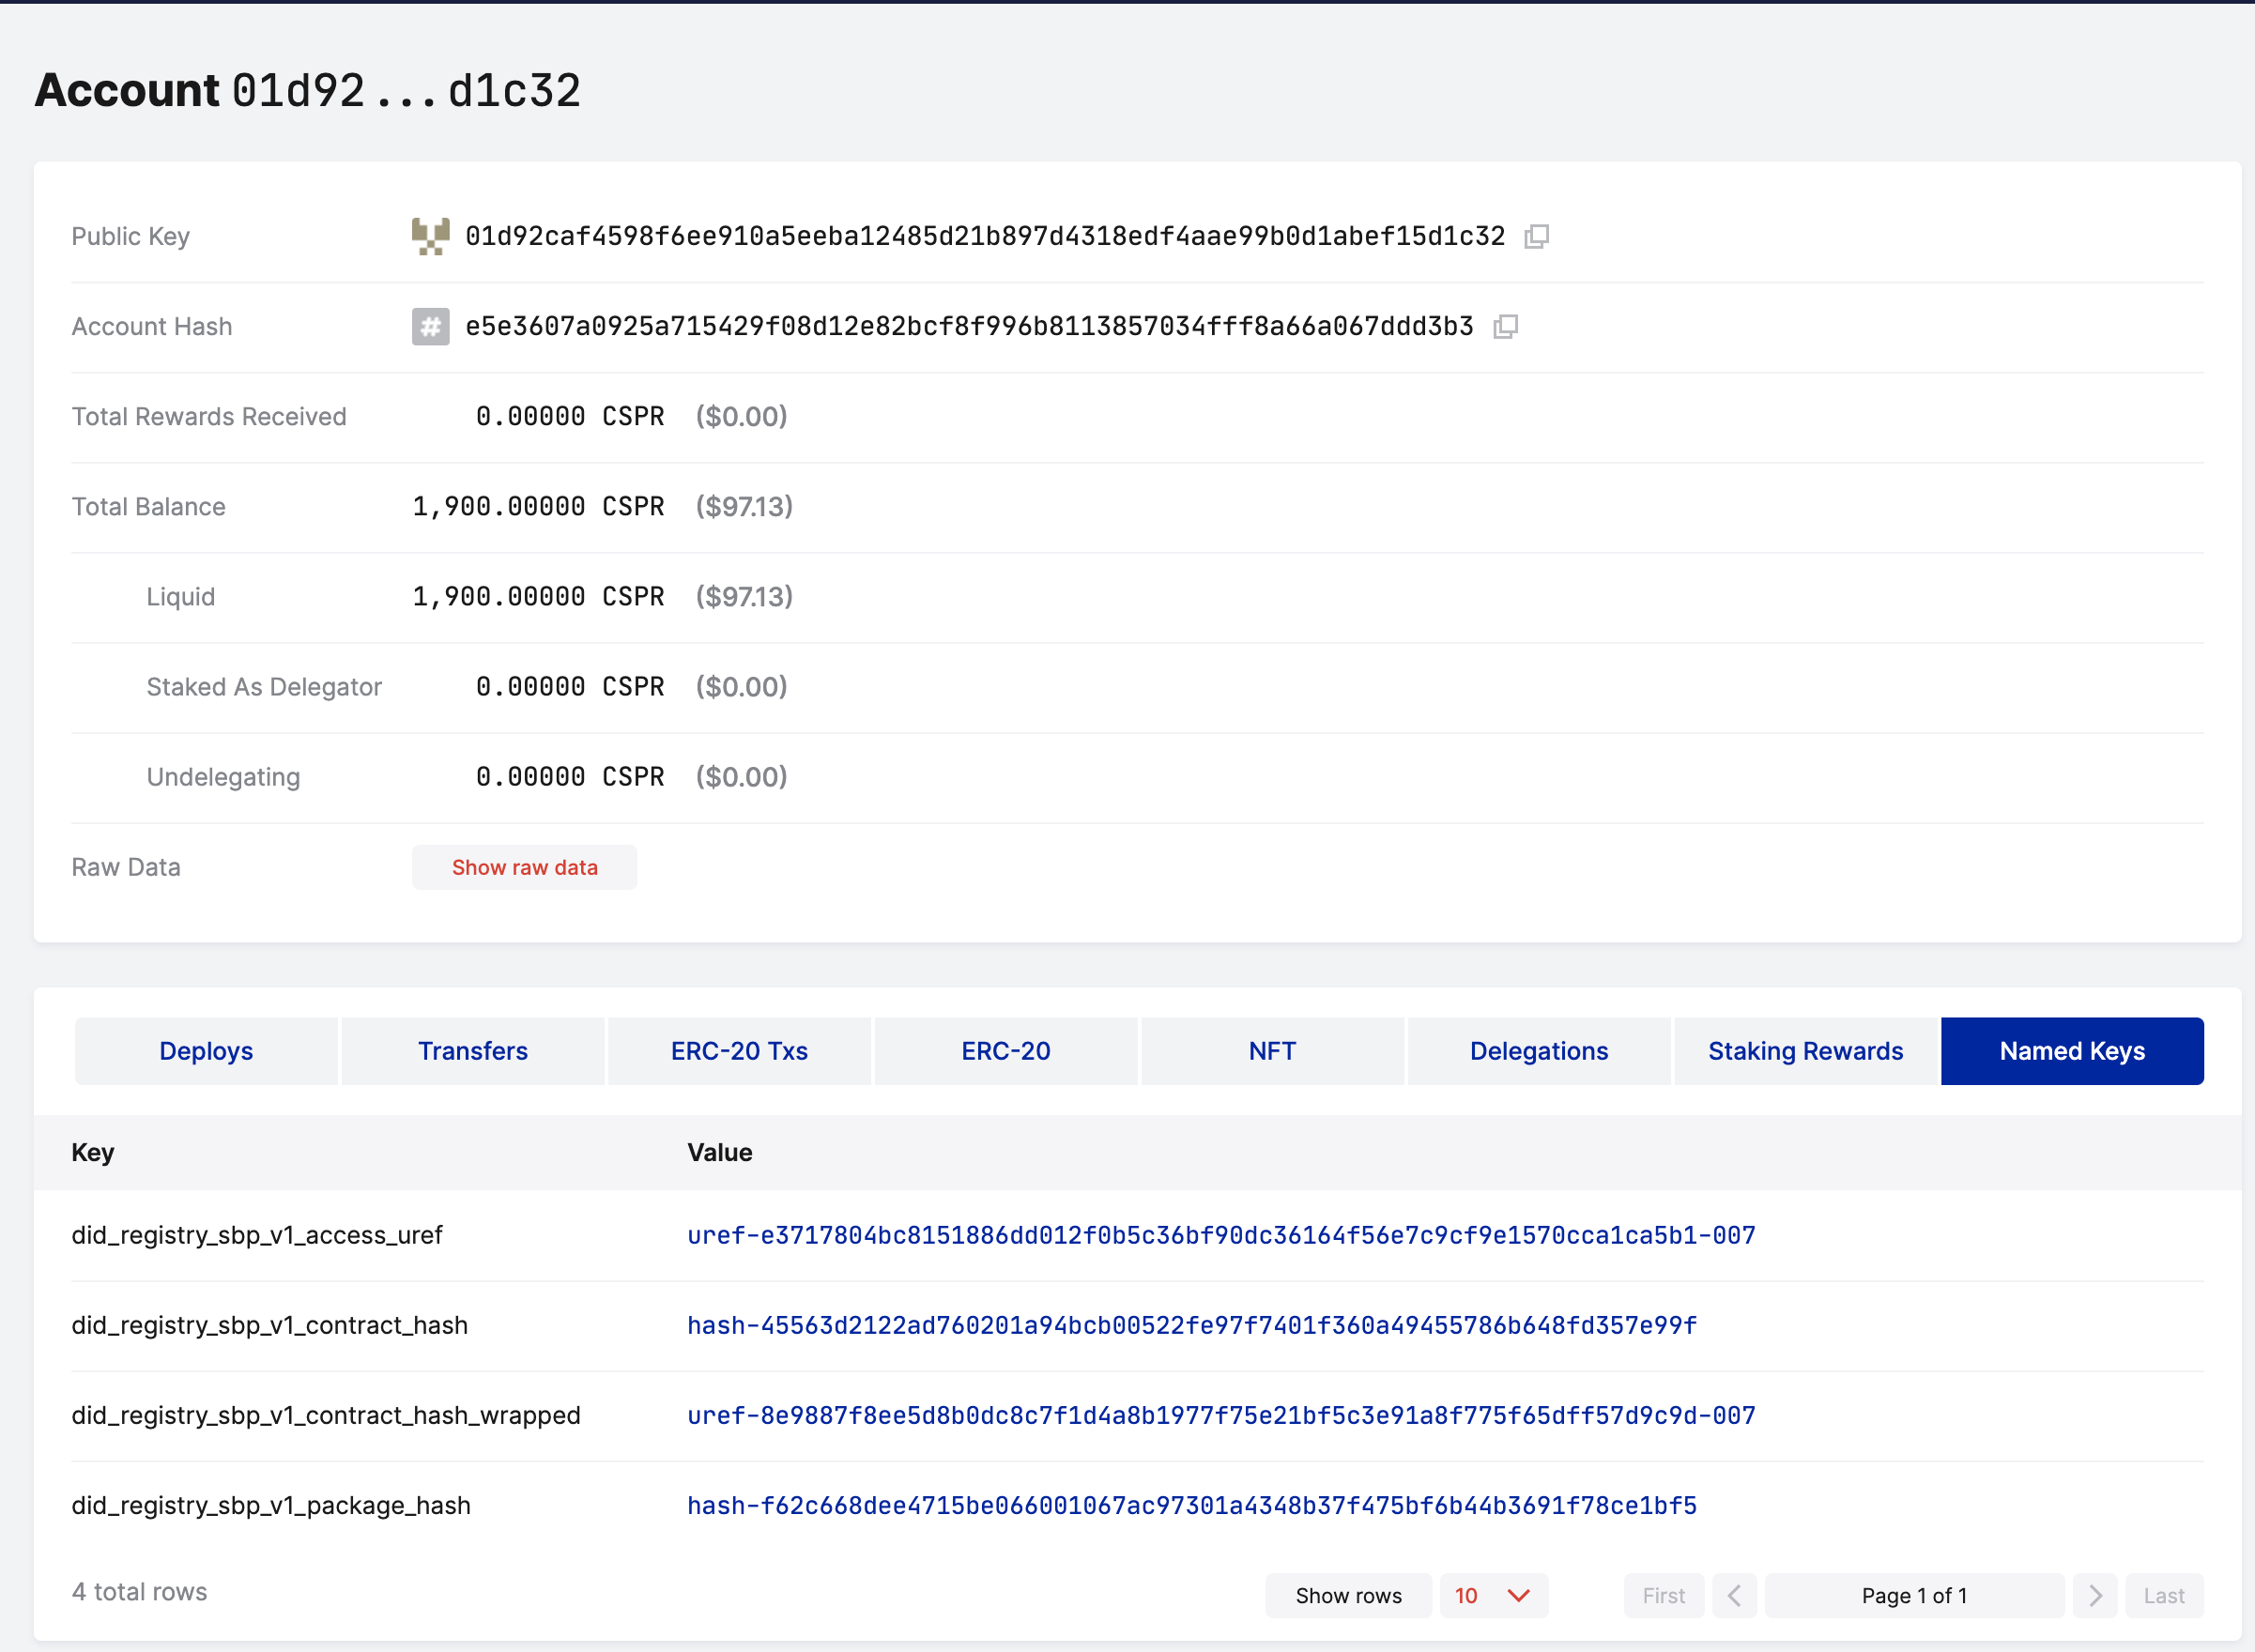 Account 01d92...d1c32
Public Key 01d92caf4598f6ee910a5eeba12485d21b897d4318edf4aae99b0d1abef15d1c32
Account Hash # e5e3607a0925a715429f08d12e82bcf8f996b8113857034fff8a66a067ddd3b3
Total Rewards Received 0.00000 CSPR ($0.00)
Total Balance 1,900.00000 CSPR ($97.13)
Liquid 1,900.00000 CSPR ($97.13)
Staked As Delegator 0.00000 CSPR ($0.00)
Undelegating 0.00000 CSPR ($0.00)
Raw Data Show raw data
Deploys Transfers ERC-20 Txs ERC-20 NFT Delegations Staking Rewards Named Keys
Key Value
did_registry_sbp_v1_access_uref uref-e3717804bc8151886dd012f0b5c36bf90dc36164f56e7c9cf9e1570cca1ca5b1-007
did_registry_sbp_v1_contract_hash hash-45563d2122ad760201a94bcb00522fe97f7401f360a49455786b648fd357e99f
did_registry_sbp_v1_contract_hash_wrapped uref-8e9887f8ee5d8b0dc8c7f1d4a8b1977f75e21bf5c3e91a8f775f65dff57d9c9d-007
did_registry_sbp_v1_package_hash hash-f62c668dee4715be066001067ac97301a4348b37f475bf6b44b3691f78ce1bf5
4 total rows Show rows 10 First Page 1 of 1 Last